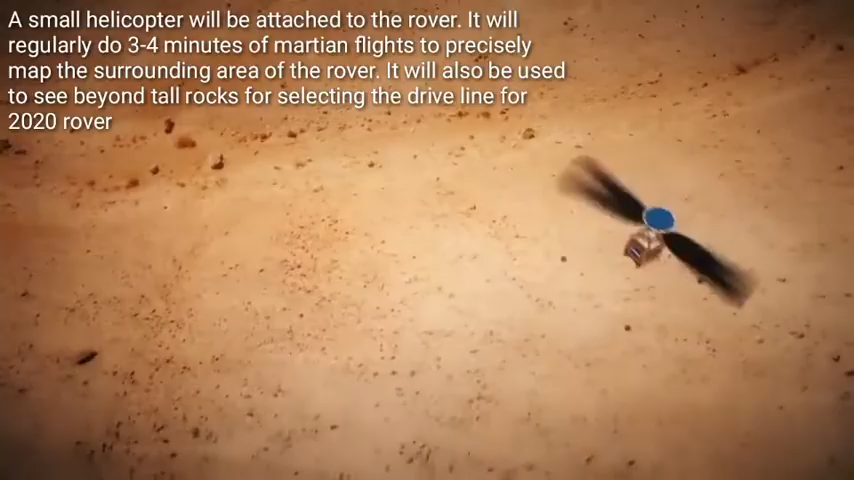 A small helicopter will be attached to the rover. It will
regularly do 3-4 minutes of martian flights to precisely
map the surrounding area of the rover. It will also be used
to see beyond tall rocks for selecting the drive line for
2020 rover